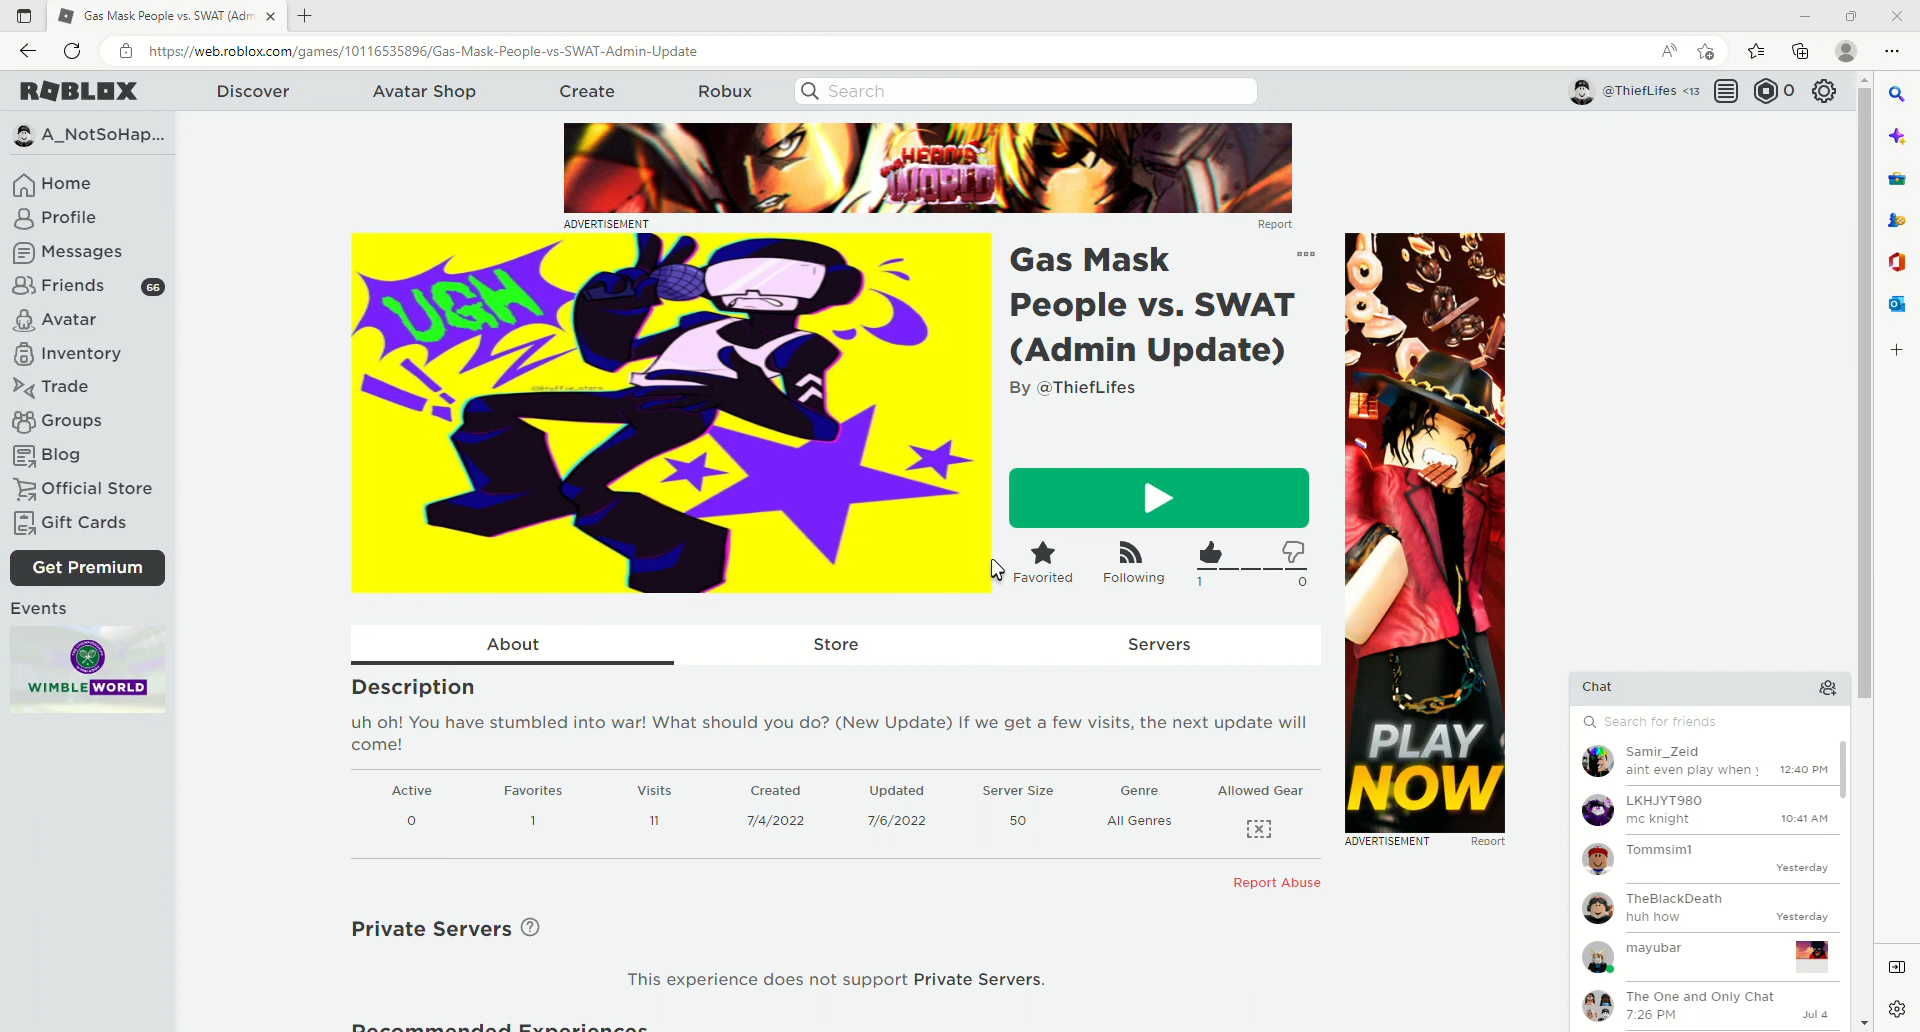 Gas Mask People vs. SWAT (Adm
https://web.roblox.com/games/10116535896/Gas-Mask-People-vs-SWAT-Admin-Update
ROBLOX
Discover
Avatar Shop
Create
Robux
Search
@ThiefLifes <13
0
A_NotSoHap...
Home
Profile
Messages
Friends 66
Avatar
Inventory
Trade
Groups
Blog
Official Store
Gift Cards
Get Premium
Events
WIMBLEWORLD
HERO'S
WORLD
ADVERTISEMENT
Report
UGH
Gas Mask
People vs. SWAT
(Admin Update)
By @ThiefLifes
Favorited
Following
1
0
PLAY
NOW
ADVERTISEMENT
Report
About
Store
Servers
Description
uh oh! You have stumbled into war! What should you do? (New Update) If we get a few visits, the next update will
come!
Active Favorites Visits Created Updated Server Size Genre Allowed Gear
0 1 11 7/4/2022 7/6/2022 50 All Genres
Report Abuse
Private Servers
This experience does not support Private Servers.
Recommended Experiences
Chat
Search for friends
Samir_Zeid
aint even play when 12:40 PM
LKHJYT980
mc knight 10:41 AM
Tommsim1
Yesterday
TheBlackDeath
huh how Yesterday
mayubar
The One and Only Chat
7:26 PM Jul 4